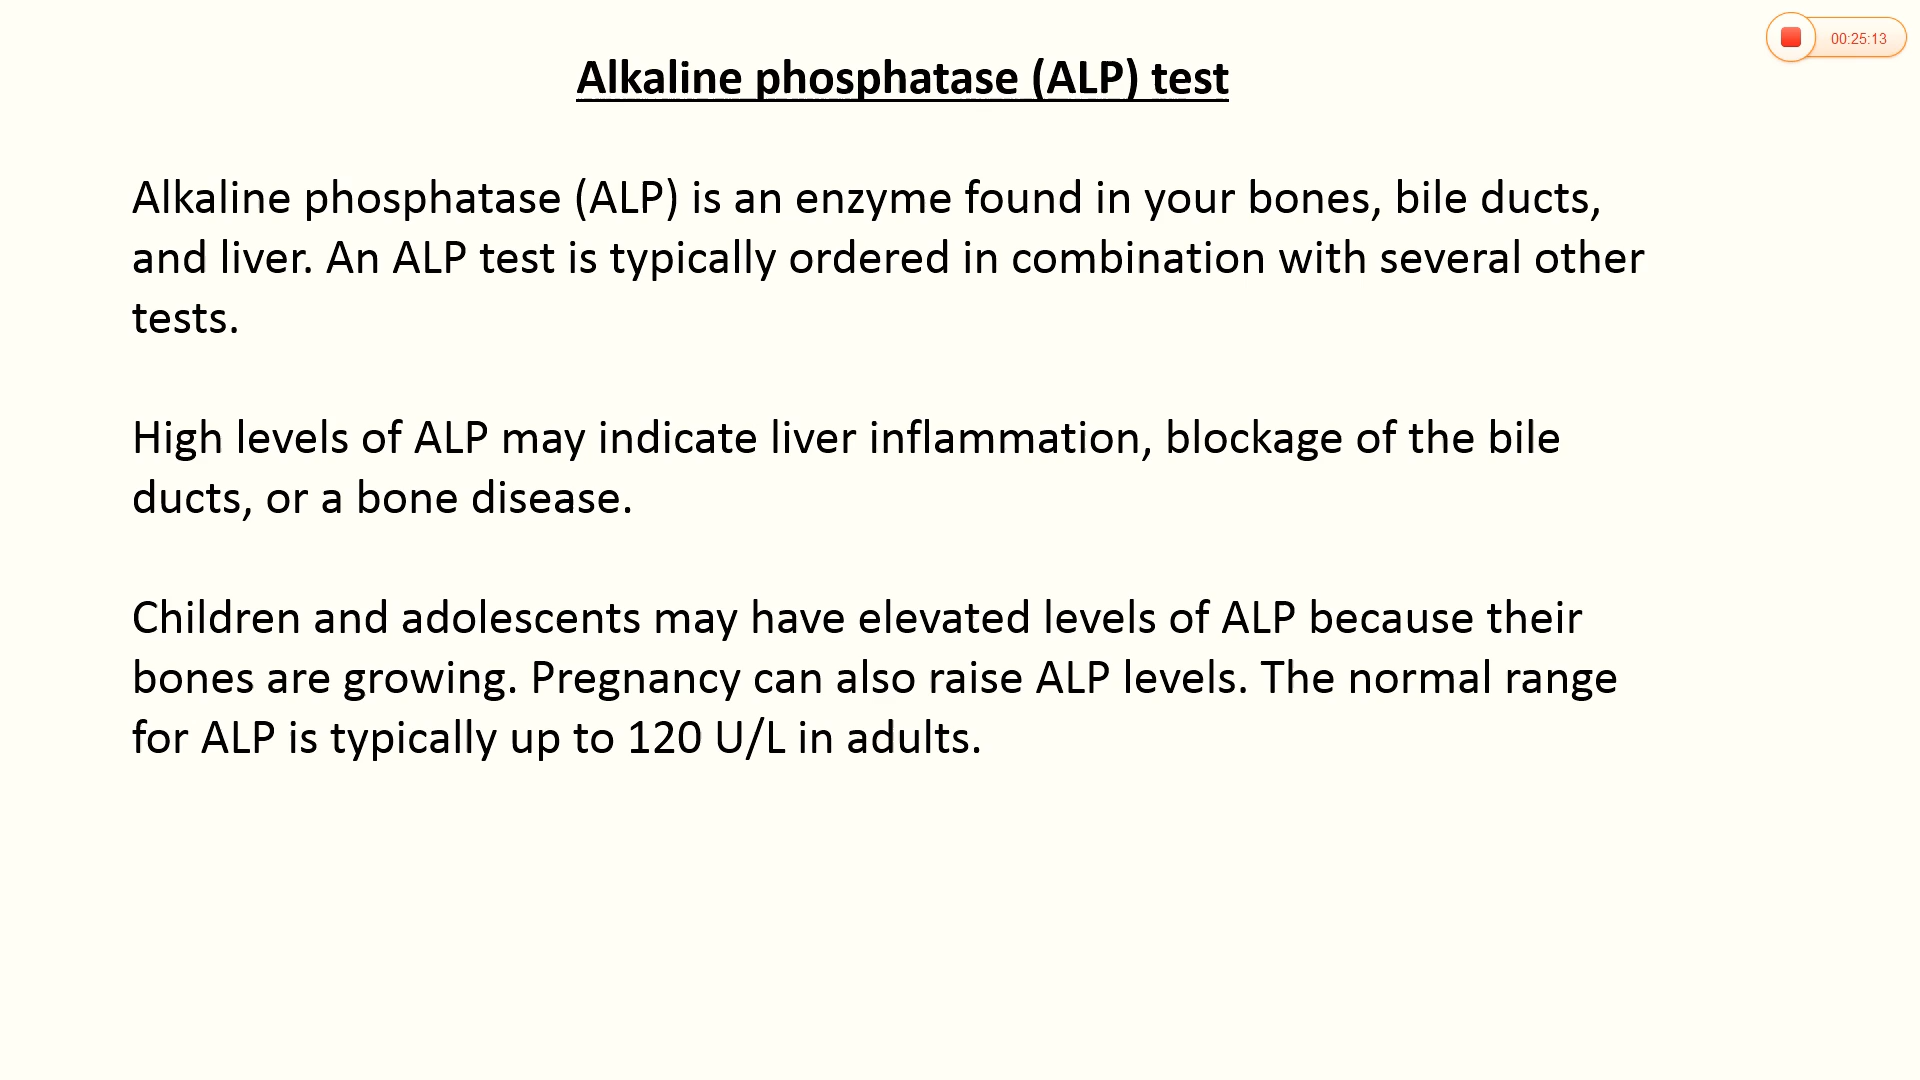 00:25:13
Alkaline phosphatase (ALP) test
Alkaline phosphatase (ALP) is an enzyme found in your bones, bile ducts,
and liver. An ALP test is typically ordered in combination with several other
tests.
High levels of ALP may indicate liver inflammation, blockage of the bile
ducts, or a bone disease.
Children and adolescents may have elevated levels of ALP because their
bones are growing. Pregnancy can also raise ALP levels. The normal range
for ALP is typically up to 120 U/L in adults.